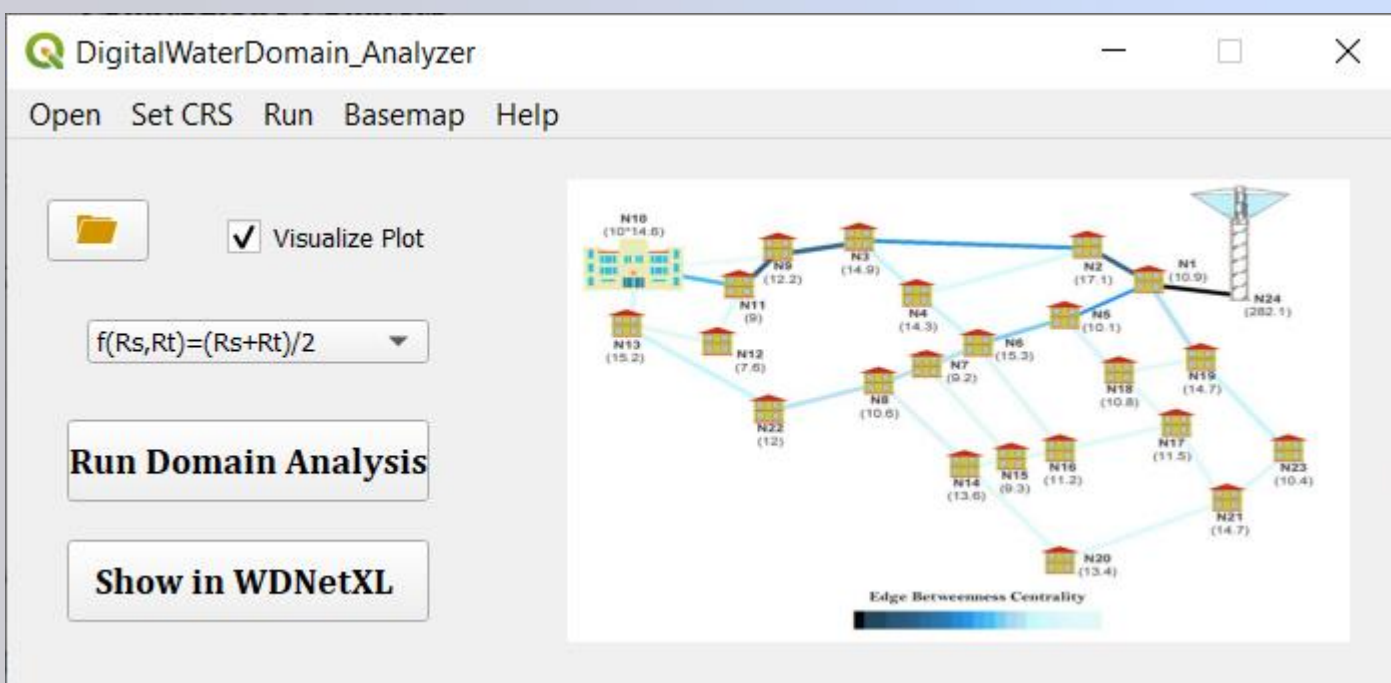 DigitalWaterDomain_Analyzer
Open Set CRS Run Basemap Help
Visualize Plot
f(Rs,Rt)=(Rs+Rt)/2
Run Domain Analysis
Show in WDNetXL
N10
(10*14.6)
N9
(12.2)
N3
(14.9)
N2
(17.1)
N1
(10.9)
N24
(282.1)
N11
(9)
N4
(14.3)
N5
(10.1)
N13
(15.2)
N12
(7.6)
N7
(9.2)
N6
(15.3)
N18
(10.8)
N19
(14.7)
N8
(10.6)
N22
(12)
N17
(11.5)
N14
(13.6)
N15
(9.3)
N16
(11.2)
N23
(10.4)
N21
(14.7)
N20
(13.4)
Edge Betweenness Centrality